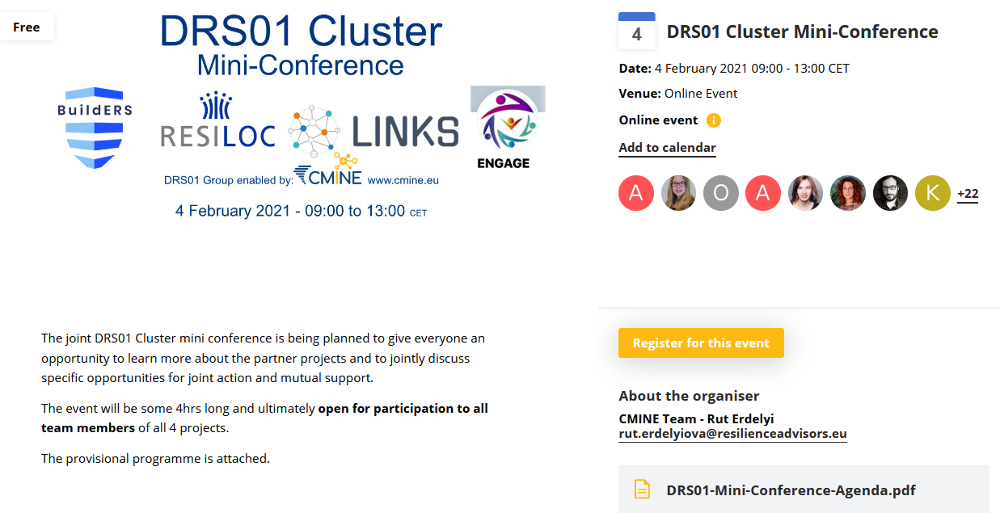 Free
DRS01 Cluster
Mini-Conference
BuildERS
RESILOC
LINKS
ENGAGE
DRS01 Group enabled by: CMINE www.cmine.eu
4 February 2021 - 09:00 to 13:00 CET
The joint DRS01 Cluster mini conference is being planned to give everyone an
opportunity to learn more about the partner projects and to jointly discuss
specific opportunities for joint action and mutual support.
The event will be some 4hrs long and ultimately open for participation to all
team members of all 4 projects.
The provisional programme is attached.
4
DRS01 Cluster Mini-Conference
Date: 4 February 2021 09:00 - 13:00 CET
Venue: Online Event
Online event i
Add to calendar
A O A K +22
Register for this event
About the organiser
CMINE Team - Rut Erdelyi
rut.erdelyiova@resilienceadvisors.eu
DRS01-Mini-Conference-Agenda.pdf